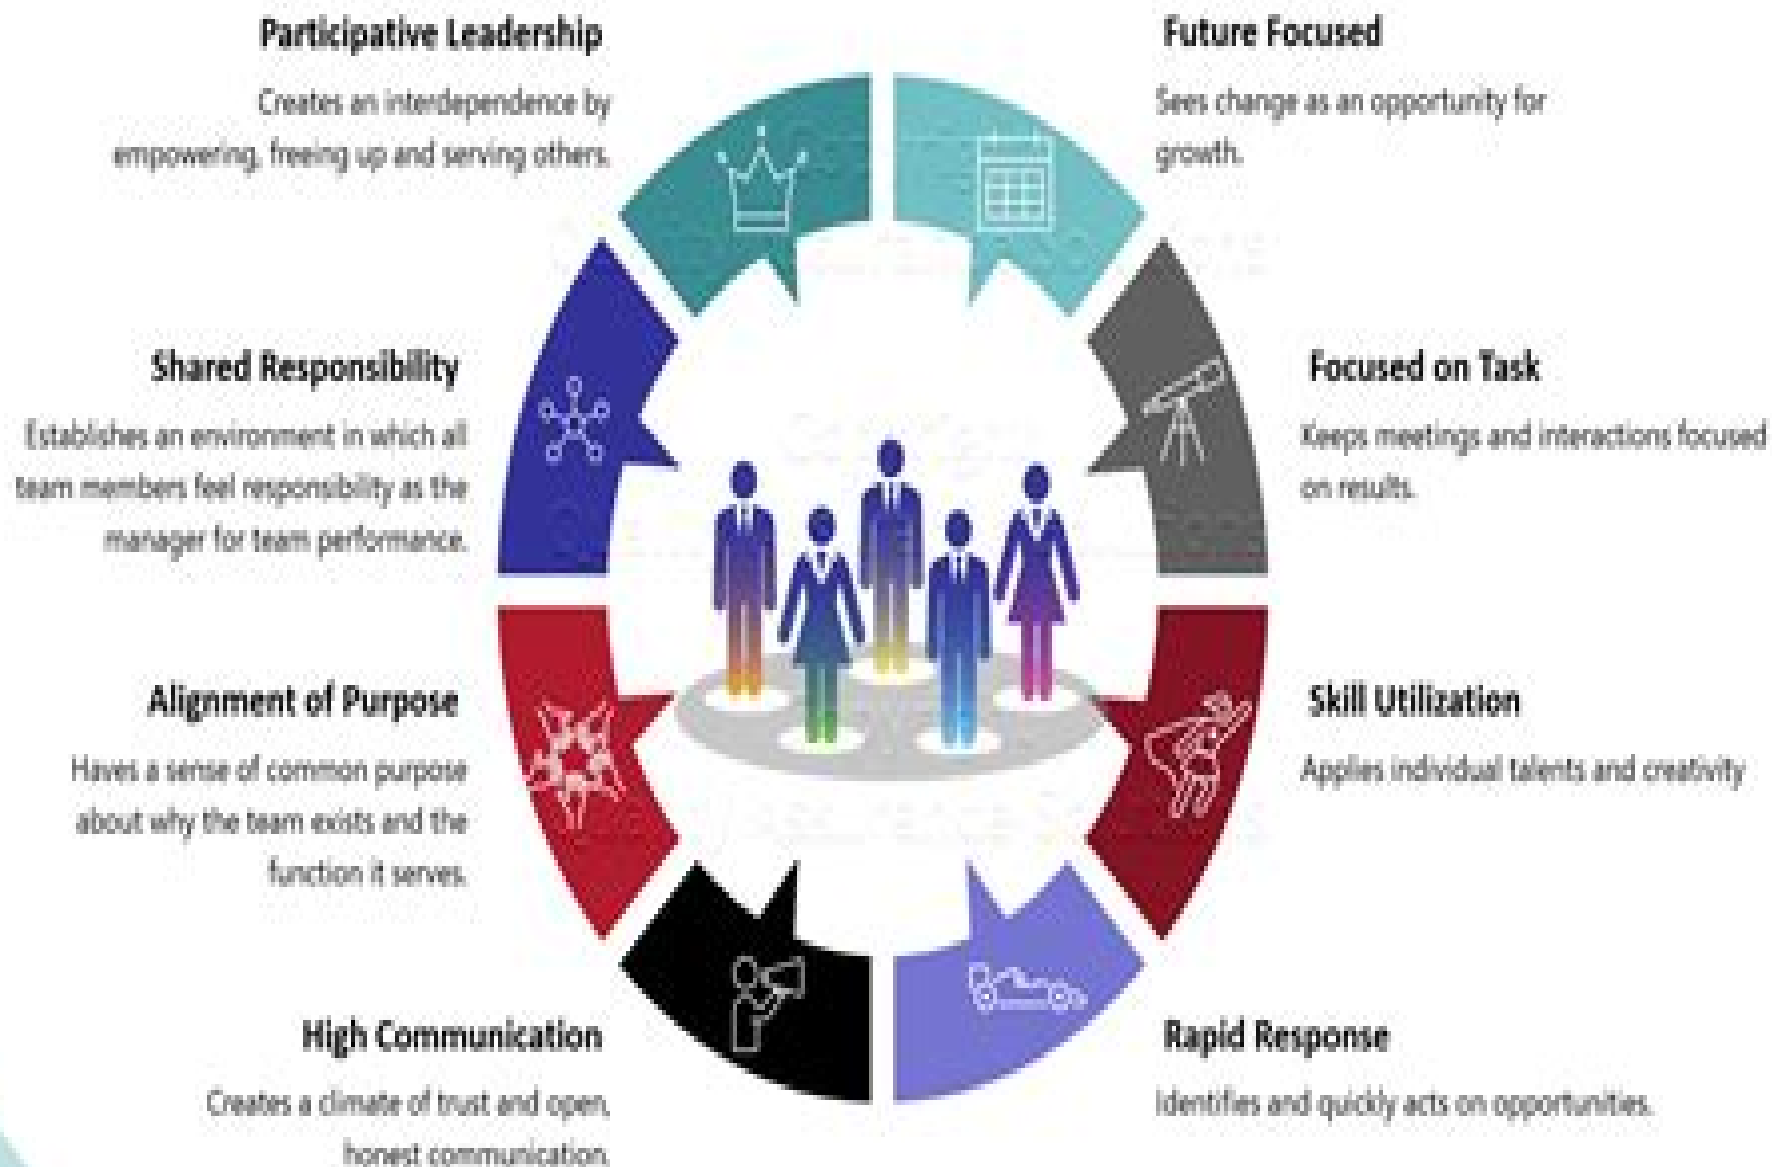 Participative Leadership
Creates an interdependence by
empowering, freeing up and serving others.
Future Focused
Sees change as an opportunity for
growth.
Shared Responsibility
Establishes an environment in which all
team members feel responsibility as the
manager for team performance.
Focused on Task
Keeps meetings and interactions focused
on results.
Alignment of Purpose
Haves a sense of common purpose
about why the team exists and the
function it serves.
Skill Utilization
Applies individual talents and creativity
High Communication
Creates a climate of trust and open,
honest communication.
Rapid Response
Identifies and quickly acts on opportunities.